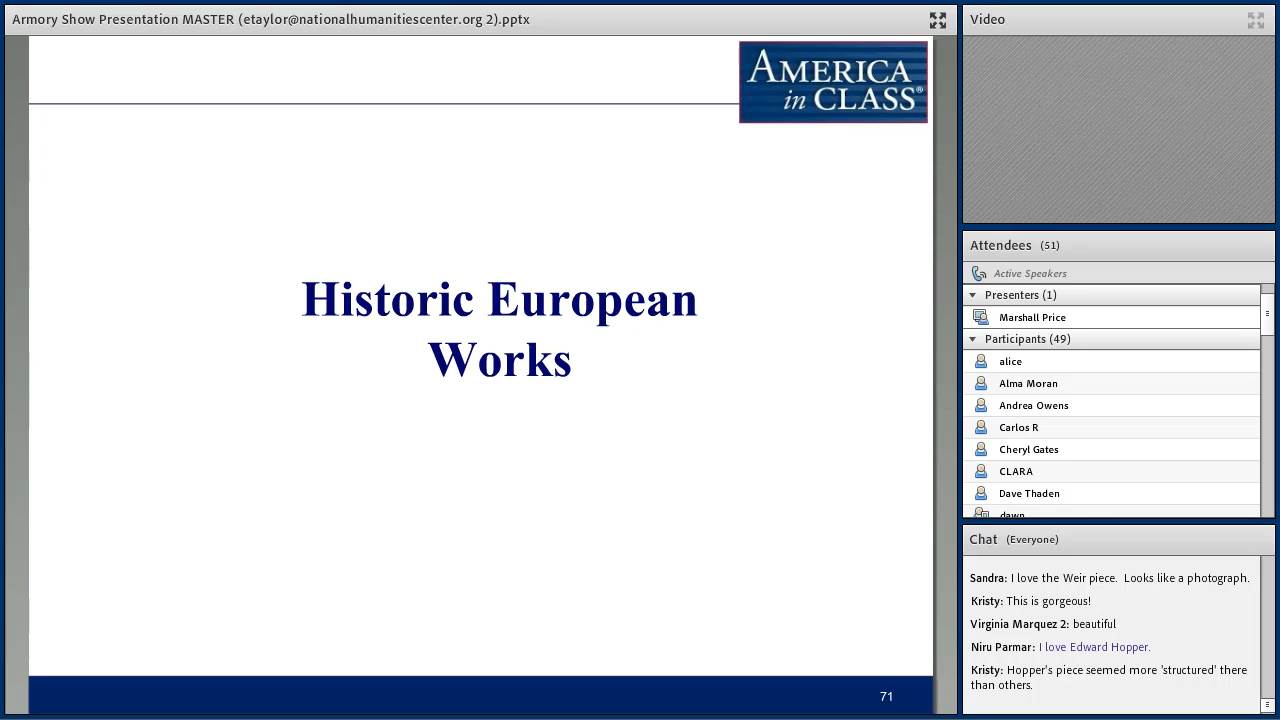 Armory Show Presentation MASTER (etaylor@nationalhumanitiescenter.org 2).pptx
AMERICA
in CLASS®
Historic European
Works
71
Video
Attendees (51)
Active Speakers
Presenters (1)
Marshall Price
Participants (49)
alice
Alma Moran
Andrea Owens
Carlos R
Cheryl Gates
CLARA
Dave Thaden
dawn
Chat (Everyone)
Sandra: I love the Weir piece. Looks like a photograph.
Kristy: This is gorgeous!
Virginia Marquez 2: beautiful
Niru Parmar: I love Edward Hopper.
Kristy: Hopper's piece seemed more 'structured' there
than others.